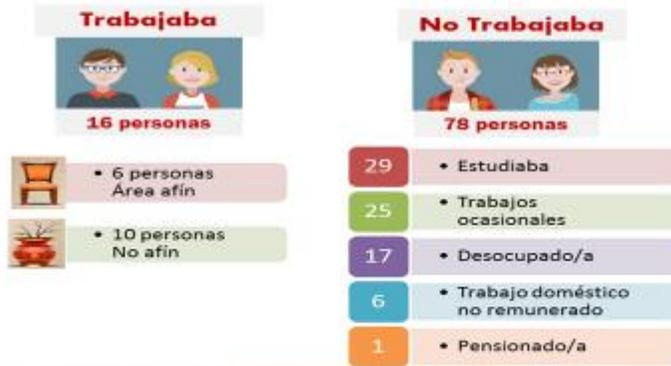 Trabajaba
16 personas
• 6 personas
Área afín
• 10 personas
No afín
No Trabajaba
78 personas
29 • Estudiaba
25 • Trabajos
ocasionales
17 • Desocupado/a
6 • Trabajo doméstico
no remunerado
1 • Pensionado/a